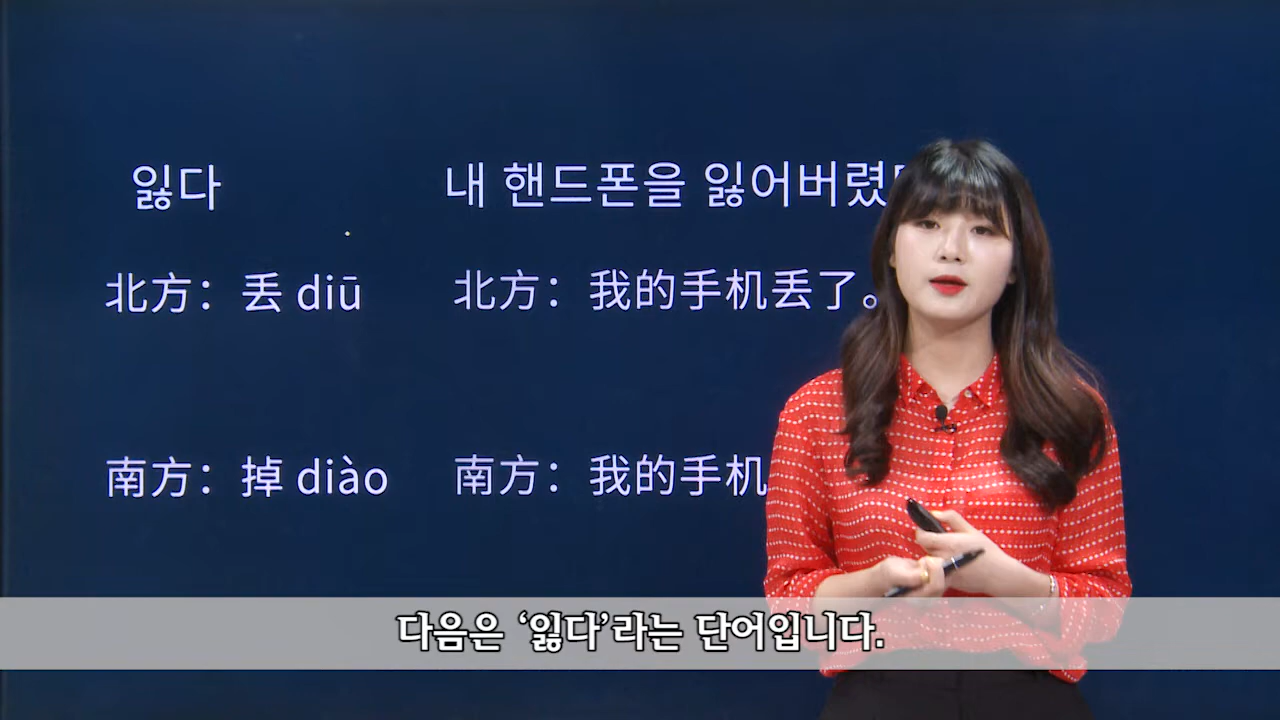 잃다
내 핸드폰을 잃어버렸
北方：丢 diū
北方：我的手机丢了。
南方：掉 diào
南方：我的手机
다음은 ‘잃다’라는 단어입니다.